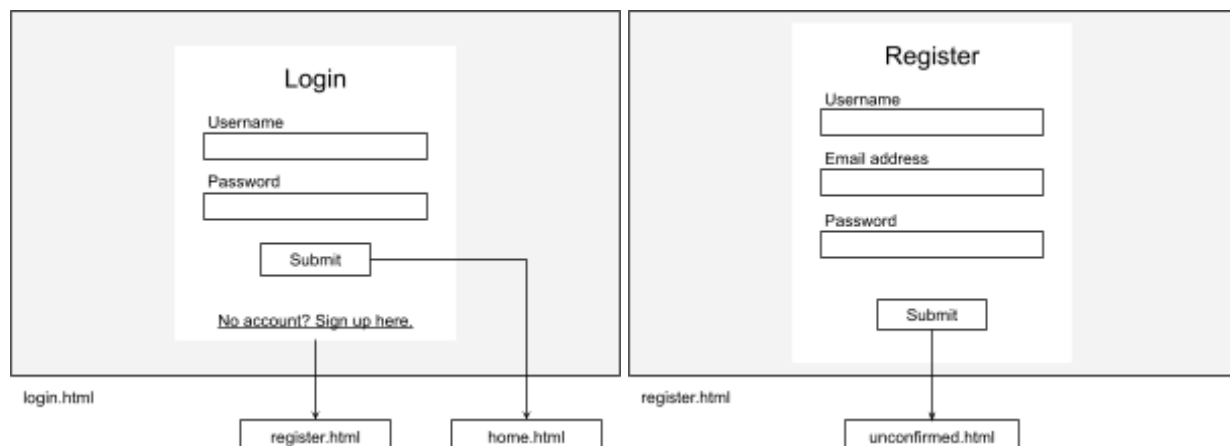 Login
Username
Password
Submit
No account? Sign up here.
login.html
register.html
home.html
Register
Username
Email address
Password
Submit
register.html
unconfirmed.html